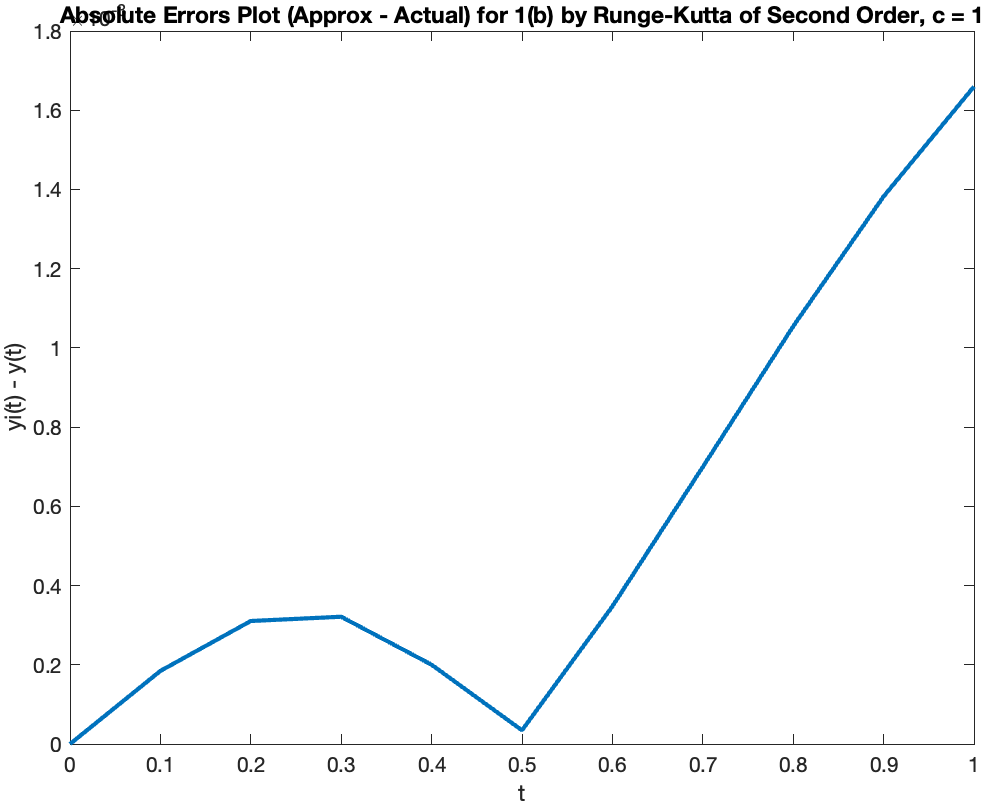 Absolute Errors Plot (Approx - Actual) for 1(b) by Runge-Kutta of Second Order, c = 1
1.8
1.6
1.4
1.2
1
0.8
0.6
0.4
0.2
0
yi(t) - y(t)
0 0.1 0.2 0.3 0.4 0.5 0.6 0.7 0.8 0.9 1
t